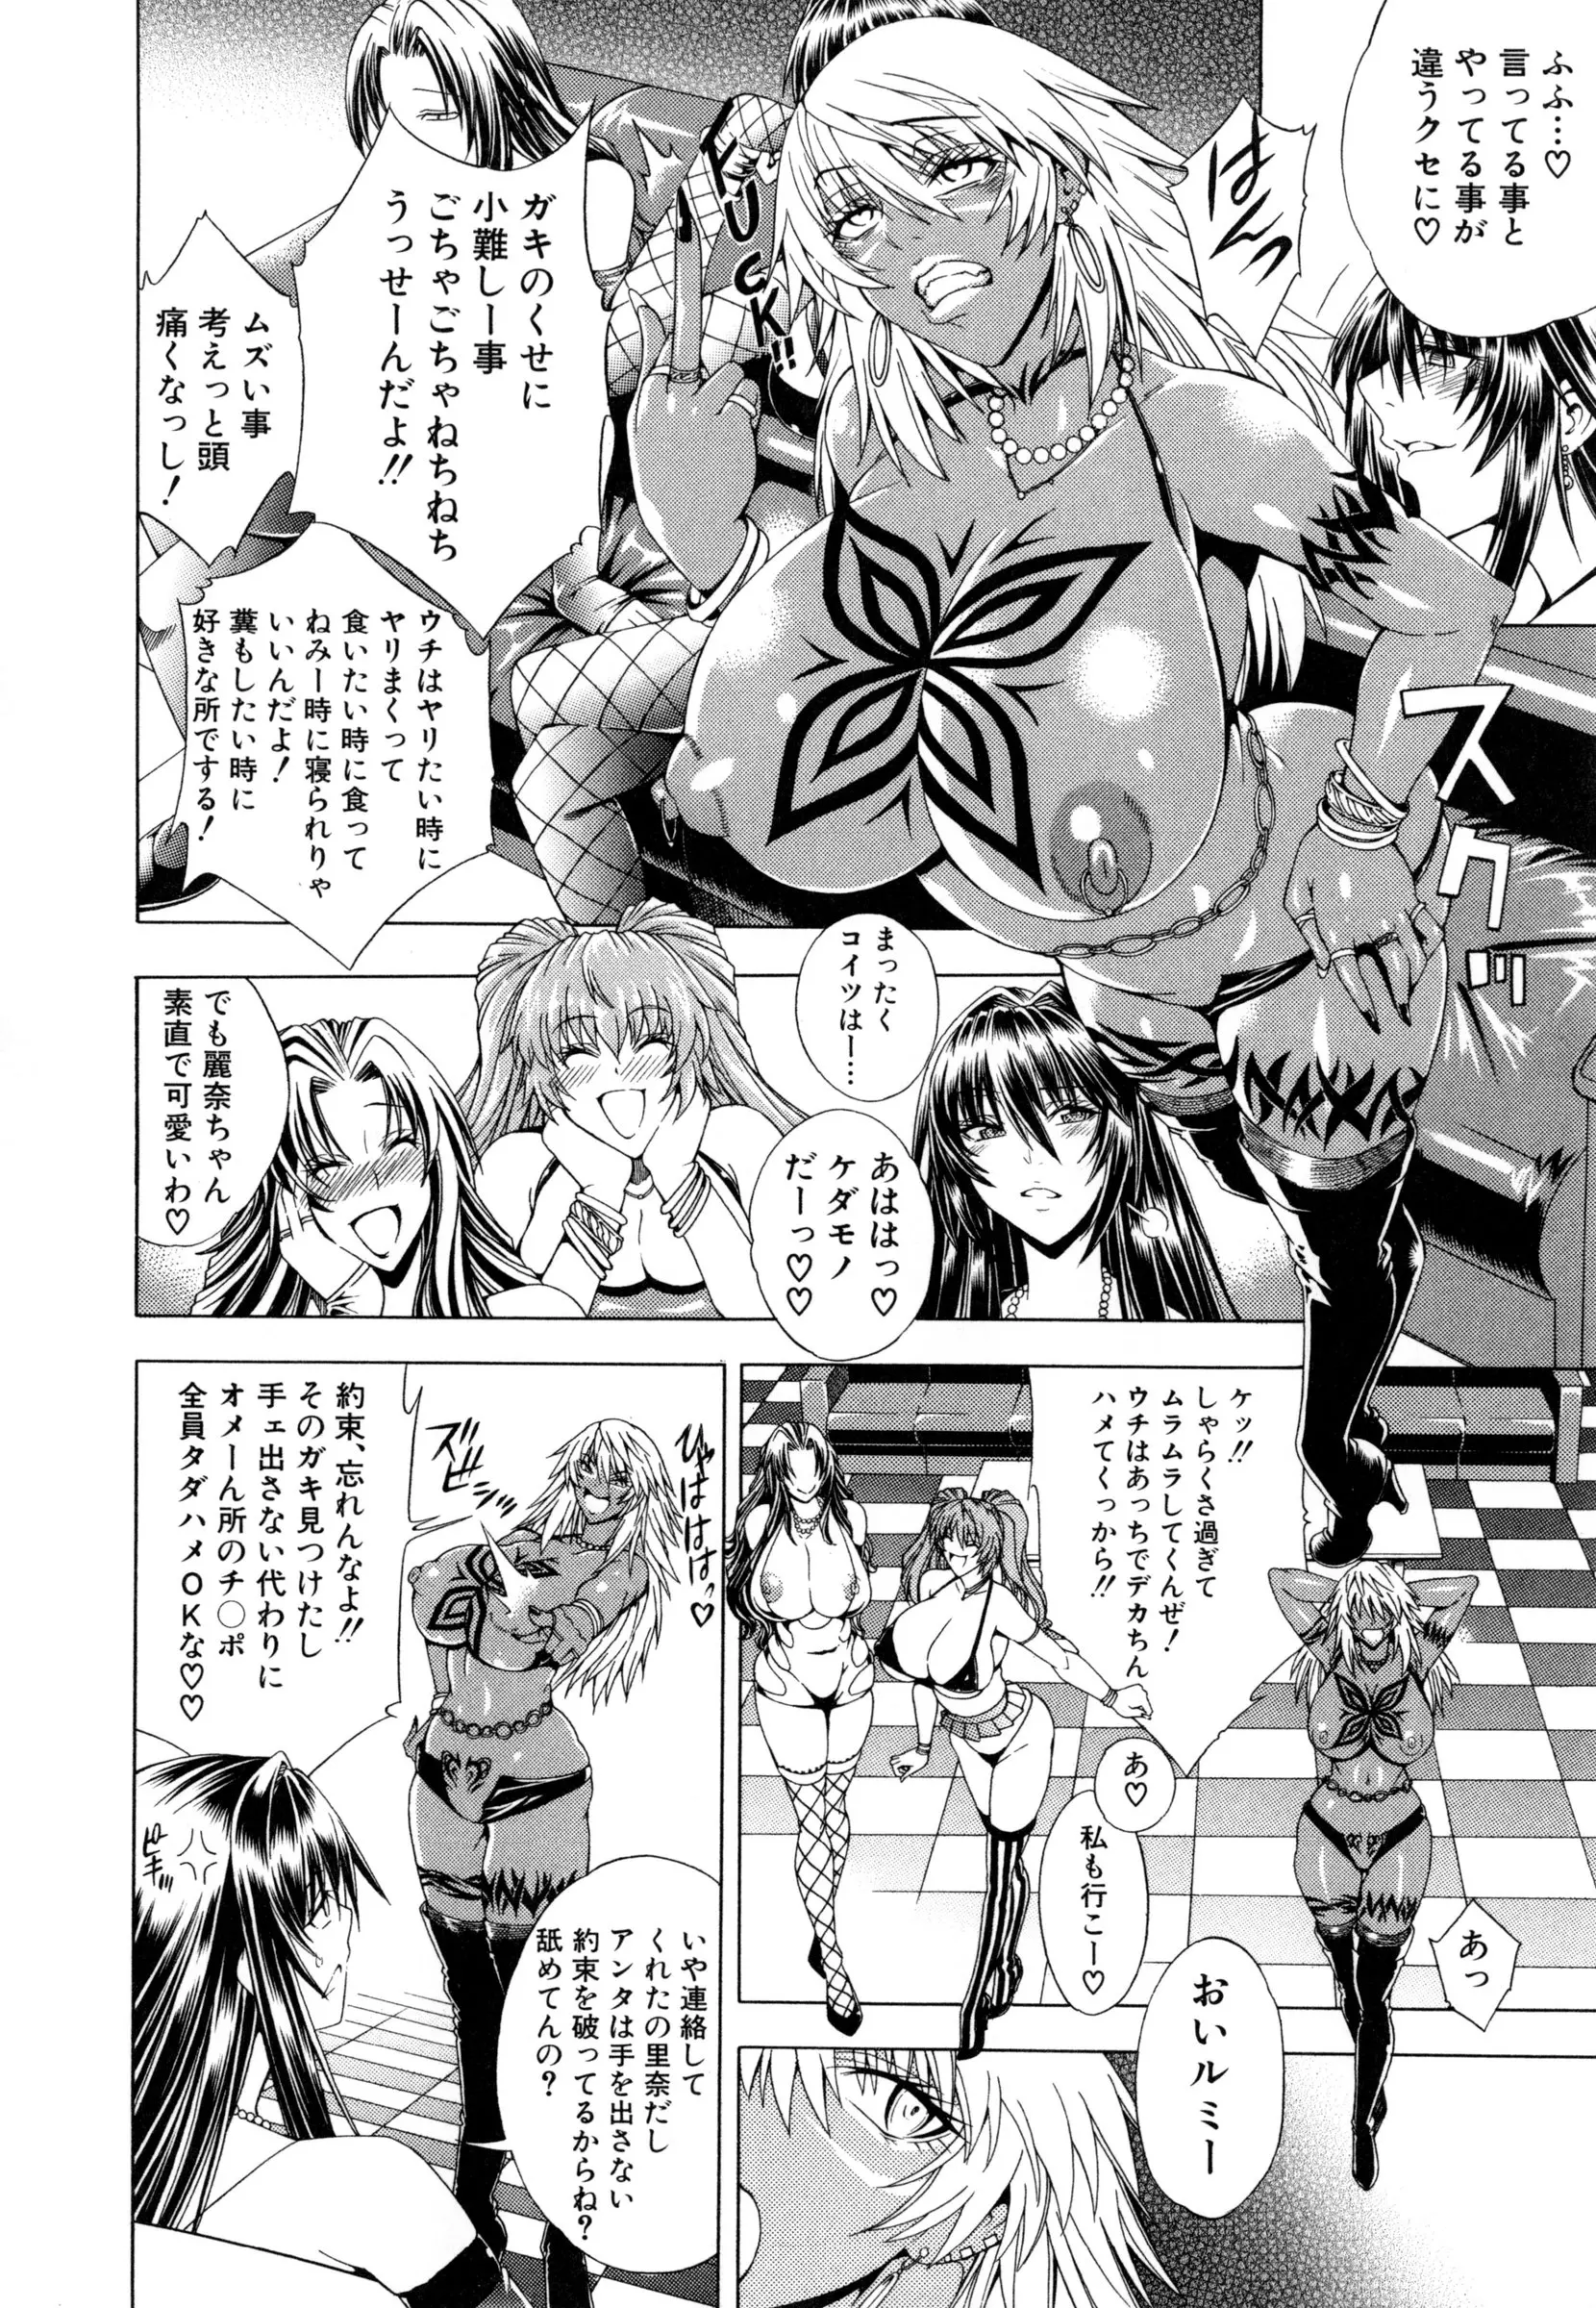 ふふ…♡
言ってる事と
やってる事が
違うクセに♡
はんっ
FUCK!!
ガキのくせに
小難しー事
ごちゃごちゃねちねち
うっせーんだよ!!
ムズい事
考えっと頭
痛くなっし!
ウチはヤリたい時に
ヤリまくって
食いたい時に食って
ねみー時に寝られりゃ
いいんだよ!
糞もしたい時に
好きな所でする!
スクッ
まったく
コイツはー…
あははっ♡
ケダモノ
だーっ♡♡
でも麗奈ちゃん
素直で可愛いわ♡
ケッ!!
しゃらくさ過ぎて
ムラムラしてくんぜ!
ウチはあっちでデカちん
ハメてくっから!!
あ♡
私も行こー♡
あっ
おいルミー
ひゃはははっ♡
ズビシ
約束、忘れんなよ!!
そのガキ見つけたし
手ェ出さない代わりに
オメーん所のチ○ポ
全員タダハメOKな♡♡
ピキ
いや連絡して
くれたの里奈だし
アンタは手を出さない
約束を破ってるからね?
舐めてんの?